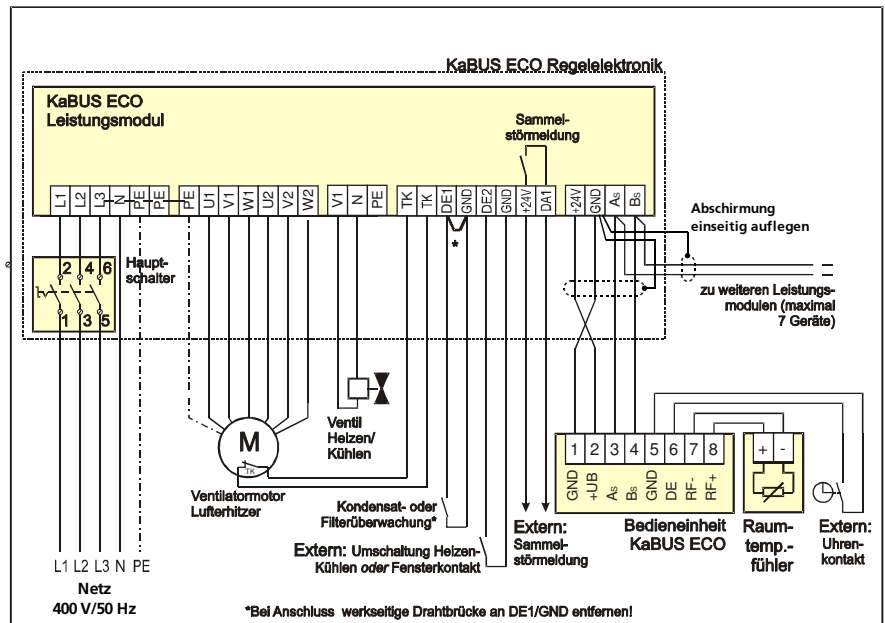 KaBUS ECO Regelelektronik
KaBUS ECO
Leistungsmodul
Sammel-
störmeldung
L1 L2 L3 N PE PE PE U1 V1 W1 U2 V2 W2 V1 N PE TK TK DE1 GND DE2 GND +24V DA1 +24V GND As Bs
*
Abschirmung
einseitig auflegen
Haupt-
schalter
2 4 6
1 3 5
zu weiteren Leistungs-
modulen (maximal
7 Geräte)
M
TK
Ventilatormotor
Lufterhitzer
Ventil
Heizen/
Kühlen
1 2 3 4 5 6 7 8
GND +UB As Bs GND DE RF- RF+
+ -
Kondensat- oder
Filterüberwachung*
Extern: Umschaltung Heizen-
Kühlen oder Fensterkontakt
Extern:
Sammel-
störmeldung
Bedieneinheit
KaBUS ECO
Raum-
temp.-
fühler
Extern:
Uhren-
kontakt
L1 L2 L3 N PE
Netz
400 V/50 Hz
*Bei Anschluss werkseitige Drahtbrücke an DE1/GND entfernen!